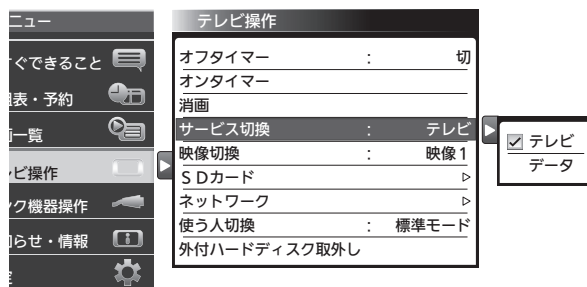 ニュー
ぐできること
表・予約
一覧
ビ操作
ク機器操作
らせ・情報
テレビ操作
オフタイマー : 切
オンタイマー
消画
サービス切換 : テレビ
映像切換 : 映像1
SDカード
ネットワーク
使う人切換 : 標準モード
外付ハードディスク取外し
テレビ
データ